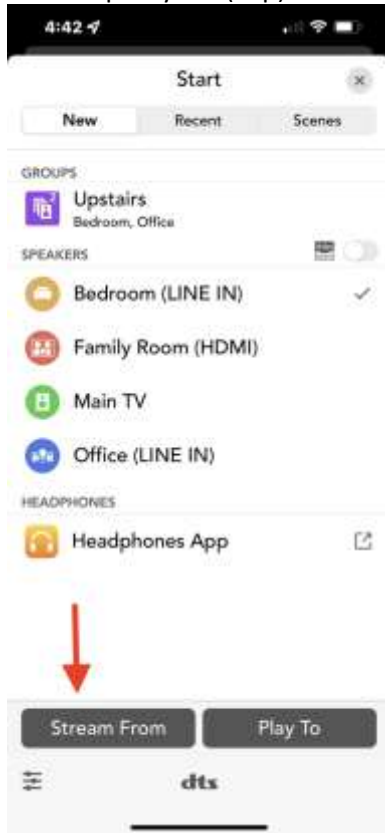 4:42
Start
New Recent Scenes
GROUPS
Upstairs
Bedroom, Office
SPEAKERS
Bedroom (LINE IN)
Family Room (HDMI)
Main TV
Office (LINE IN)
HEADPHONES
Headphones App
Stream From Play To
dts